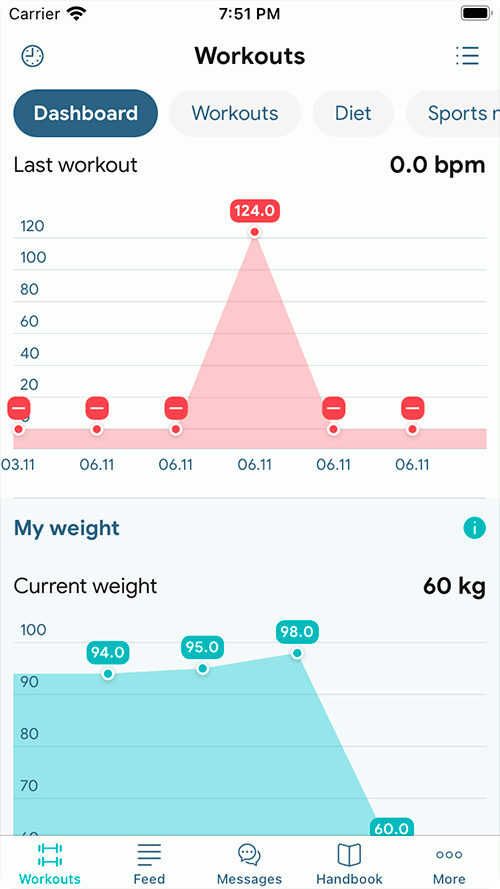 Carrier 7:51 PM
Workouts
Dashboard Workouts Diet Sports
Last workout 0.0 bpm
124.0
120
100
80
60
40
20
03.11 06.11 06.11 06.11 06.11 06.11
My weight
Current weight 60 kg
100
94.0 95.0 98.0
90
80
70
60.0
Workouts Feed Messages Handbook More